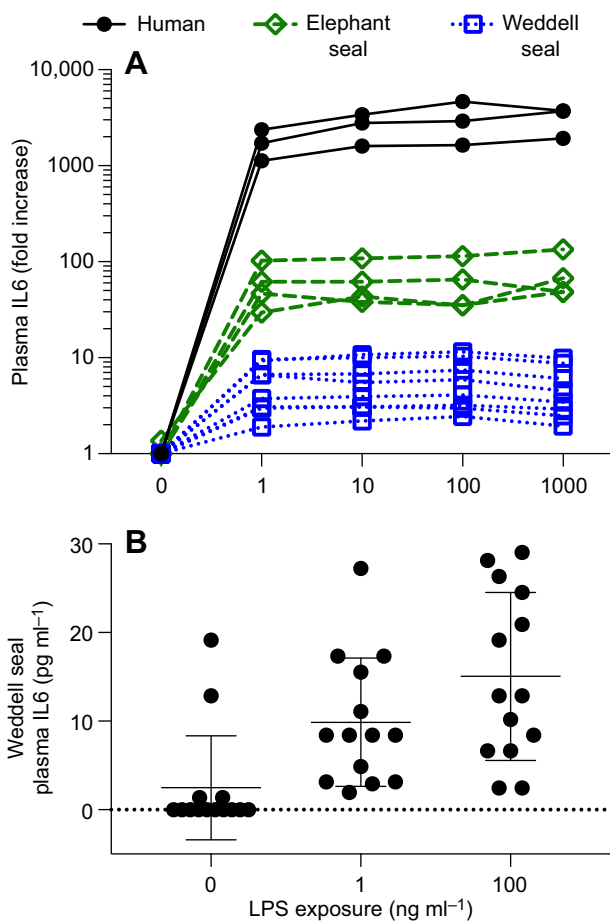 Human
Elephant
seal
Weddell
seal
A
10,000
1000
100
10
1
Plasma IL6 (fold increase)
0
1
10
100
1000
B
30
20
10
0
Weddell seal
plasma IL6 (pg ml⁻¹)
0
1
100
LPS exposure (ng ml⁻¹)